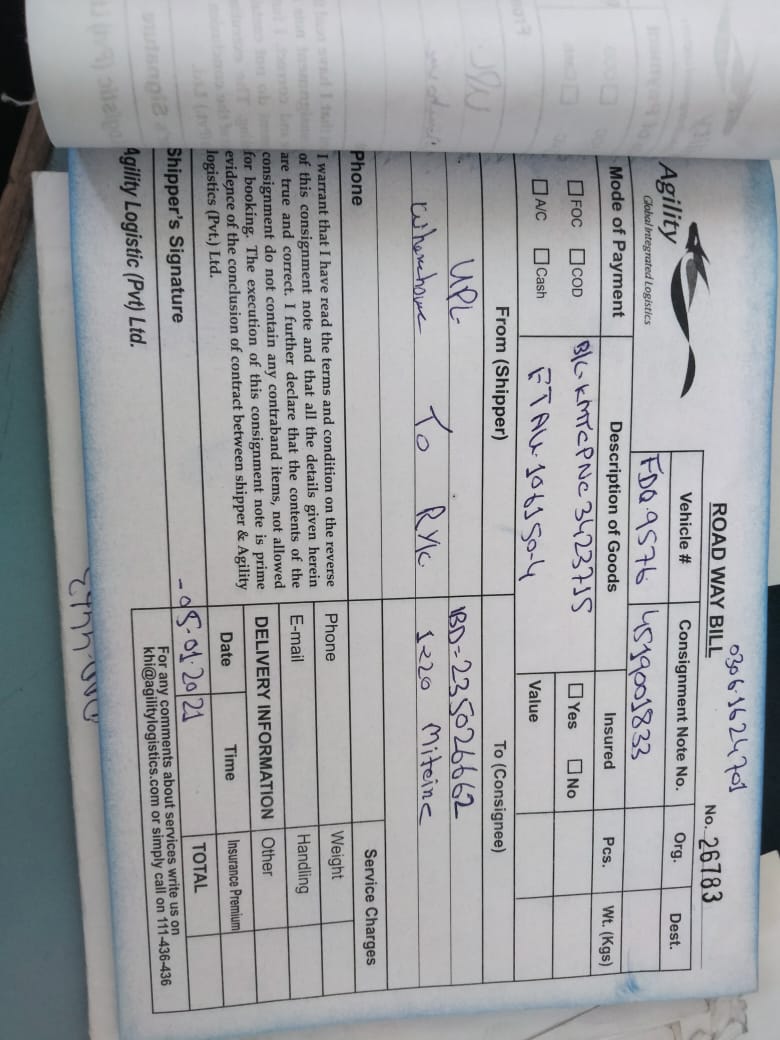 0306-1624701
ROAD WAY BILL
No. 26783
Agility
Global Integrated Logistics
Vehicle # Consignment Note No. Org. Dest.
FDQ-9576 4519001833
Mode of Payment Description of Goods Insured Pcs. Wt. (Kgs)
FOC COD B/L-KMTCPNC3423715 Yes No
A/C Cash FTAU-106150-4 Value
From (Shipper) To (Consignee)
UPL- IBD=235026662
To RYK 1220
Phone
Service Charges
I warrant that I have read the terms and condition on the reverse
of this consignment note and that all the details given herein
are true and correct. I further declare that the contents of the
consignment do not contain any contraband items, not allowed
for booking. The execution of this consignment note is prime
evidence of the conclusion of contract between shipper & Agility
logistics (Pvt.) Ltd.
Phone Weight
E-mail Handling
DELIVERY INFORMATION Other
Date Time Insurance Premium
05-01-2021 TOTAL
Shipper's Signature
Agility Logistic (Pvt) Ltd.
For any comments about services write us on
khi@agilitylogistics.com or simply call on 111-436-436